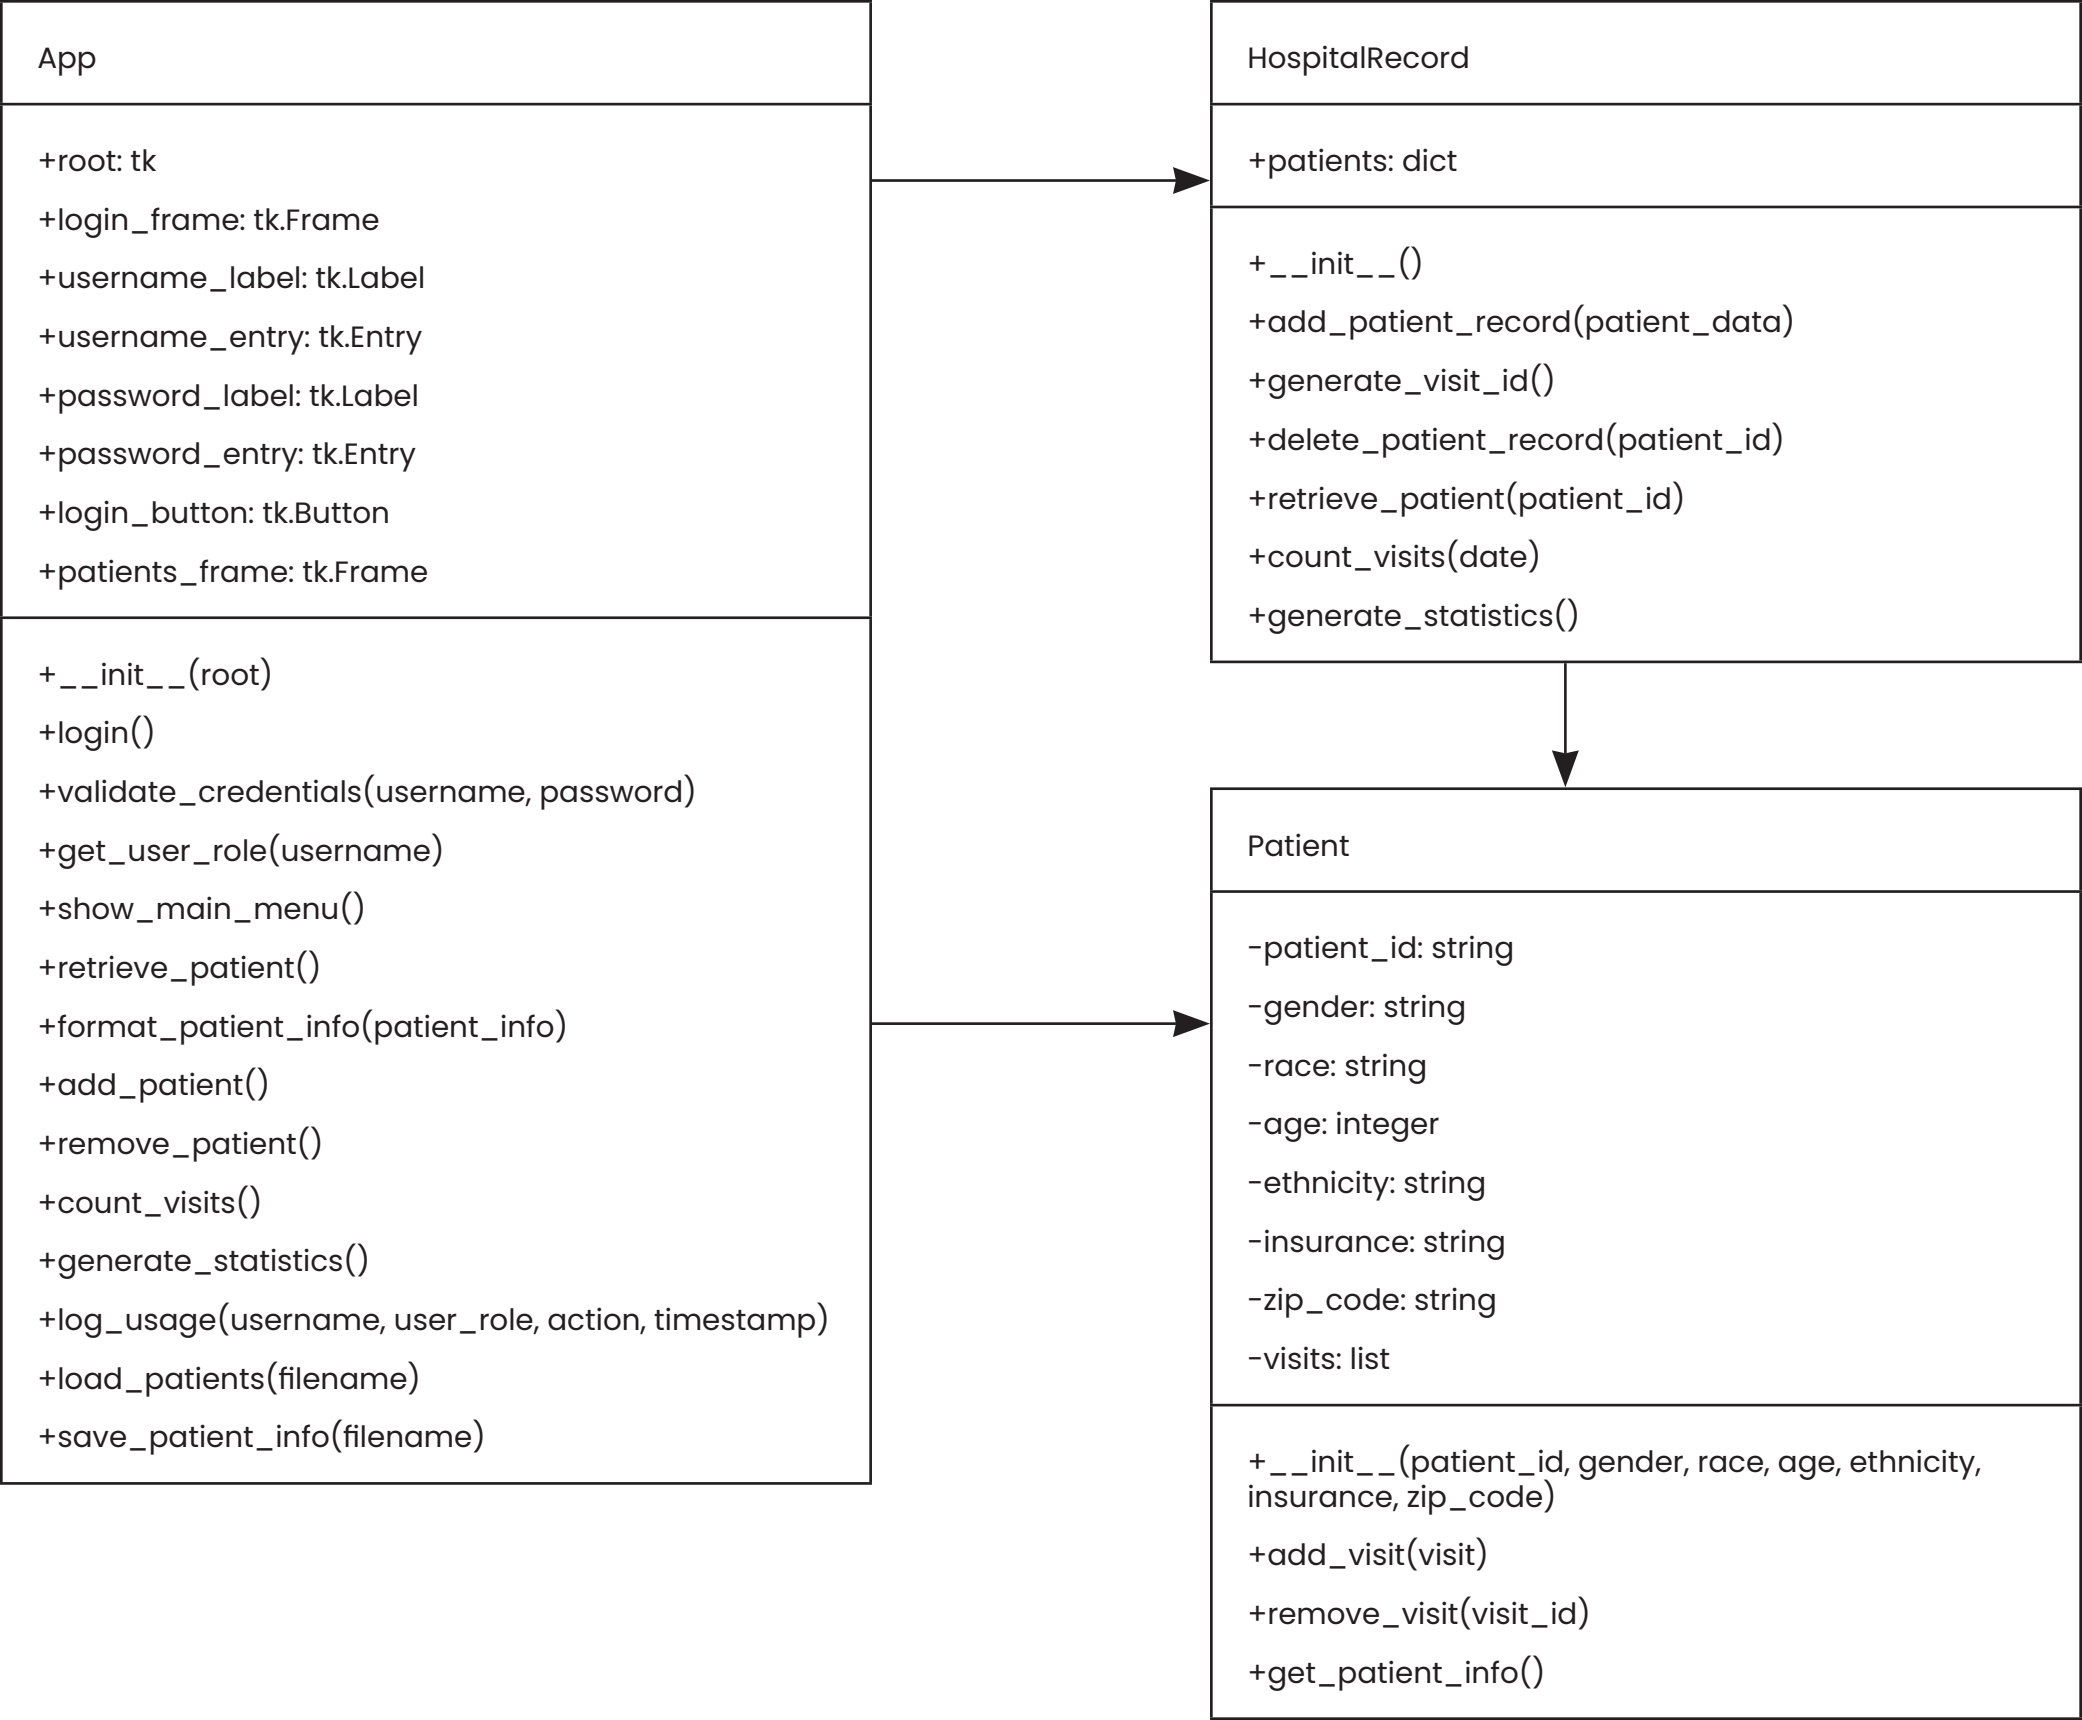 App
+root: tk
+login_frame: tk.Frame
+username_label: tk.Label
+username_entry: tk.Entry
+password_label: tk.Label
+password_entry: tk.Entry
+login_button: tk.Button
+patients_frame: tk.Frame
+__init__(root)
+login()
+validate_credentials(username, password)
+get_user_role(username)
+show_main_menu()
+retrieve_patient()
+format_patient_info(patient_info)
+add_patient()
+remove_patient()
+count_visits()
+generate_statistics()
+log_usage(username, user_role, action, timestamp)
+load_patients(filename)
+save_patient_info(filename)
HospitalRecord
+patients: dict
+__init__()
+add_patient_record(patient_data)
+generate_visit_id()
+delete_patient_record(patient_id)
+retrieve_patient(patient_id)
+count_visits(date)
+generate_statistics()
Patient
-patient_id: string
-gender: string
-race: string
-age: integer
-ethnicity: string
-insurance: string
-zip_code: string
-visits: list
+__init__(patient_id, gender, race, age, ethnicity,
insurance, zip_code)
+add_visit(visit)
+remove_visit(visit_id)
+get_patient_info()